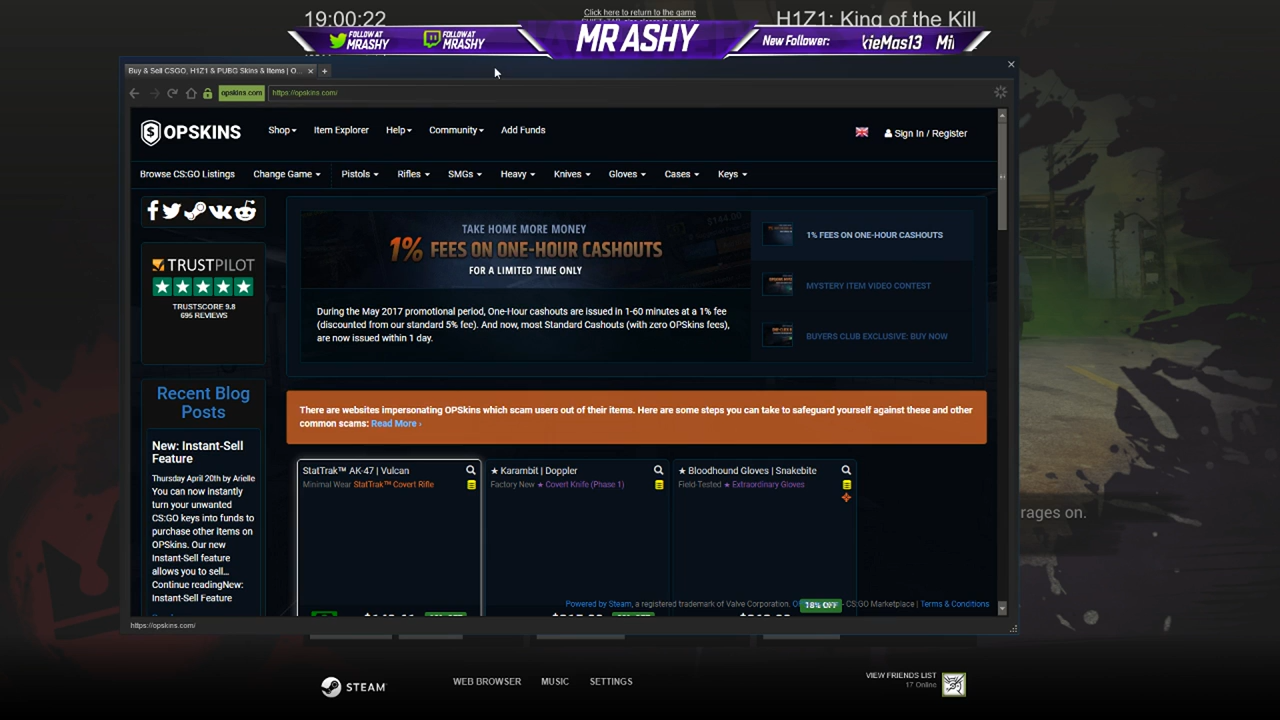 19:00:22
Click here to return to the game
H1Z1: King of the Kill
FOLLOW AT
MRASHY
FOLLOW AT
MRASHY
MR ASHY
New Follower:
kieMas13
Buy & Sell CSGO, H1Z1 & PUBG Skins & Items | O...
opskins.com
https://opskins.com/
OPSKINS
Shop
Item Explorer
Help
Community
Add Funds
Sign In / Register
Browse CS:GO Listings
Change Game
Pistols
Rifles
SMGs
Heavy
Knives
Gloves
Cases
Keys
TRUSTPILOT
TRUSTSCORE 9.8
695 REVIEWS
TAKE HOME MORE MONEY
1% FEES ON ONE-HOUR CASHOUTS
FOR A LIMITED TIME ONLY
During the May 2017 promotional period, One-Hour cashouts are issued in 1-60 minutes at a 1% fee
(discounted from our standard 5% fee). And now, most Standard Cashouts (with zero OPSkins fees),
are now issued within 1 day.
1% FEES ON ONE-HOUR CASHOUTS
MYSTERY ITEM VIDEO CONTEST
BUYERS CLUB EXCLUSIVE: BUY NOW
Recent Blog
Posts
New: Instant-Sell
Feature
Thursday April 20th by Arielle
You can now instantly
turn your unwanted
CS:GO keys into funds to
purchase other items on
OPSkins. Our new
Instant-Sell feature
allows you to sell...
Continue readingNew:
Instant-Sell Feature
There are websites impersonating OPSkins which scam users out of their items. Here are some steps you can take to safeguard yourself against these and other
common scams: Read More ›
StatTrak™ AK-47 | Vulcan
Minimal Wear StatTrak™ Covert Rifle
★ Karambit | Doppler
Factory New ★ Covert Knife (Phase 1)
★ Bloodhound Gloves | Snakebite
Field-Tested ★ Extraordinary Gloves
18% OFF
Powered by Steam, a registered trademark of Valve Corporation.
CS:GO Marketplace | Terms & Conditions
https://opskins.com/
rages on.
STEAM
WEB BROWSER
MUSIC
SETTINGS
VIEW FRIENDS LIST
17 Online